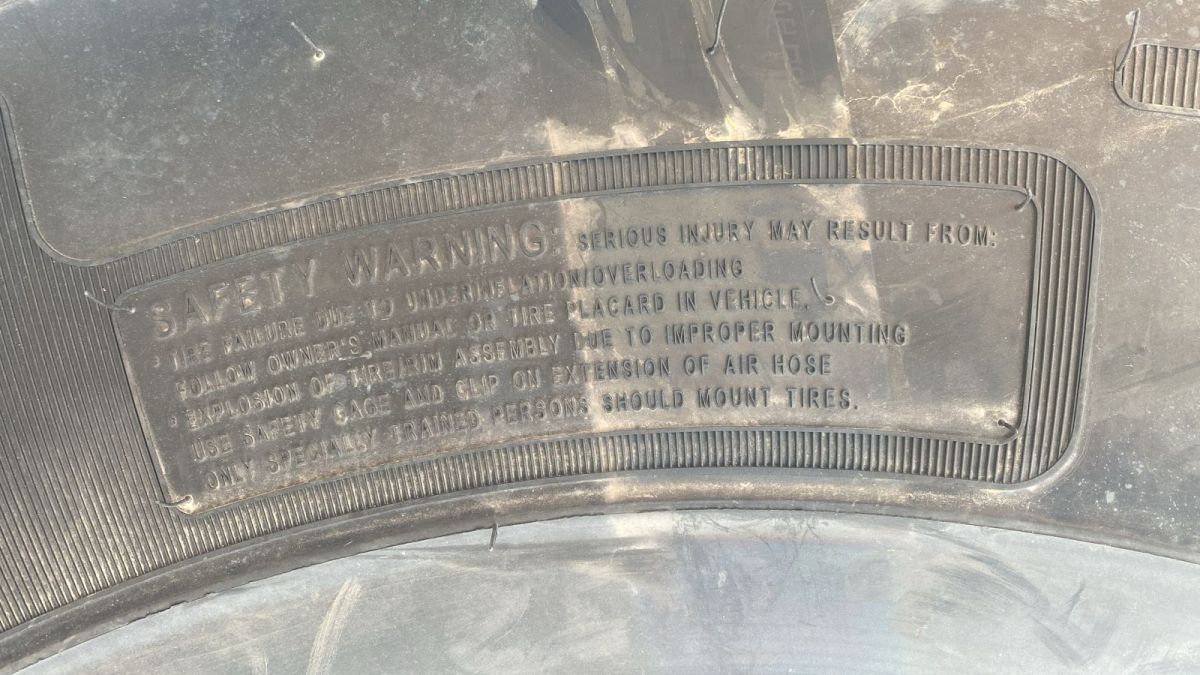 SAFETY WARNING: SERIOUS INJURY MAY RESULT FROM:
• TIRE FAILURE DUE TO UNDERINFLATION/OVERLOADING
FOLLOW OWNER'S MANUAL OR TIRE PLACARD IN VEHICLE.
• EXPLOSION OF TIRE/RIM ASSEMBLY DUE TO IMPROPER MOUNTING
USE SAFETY CAGE AND CLIP ON EXTENSION OF AIR HOSE
ONLY SPECIALLY TRAINED PERSONS SHOULD MOUNT TIRES.